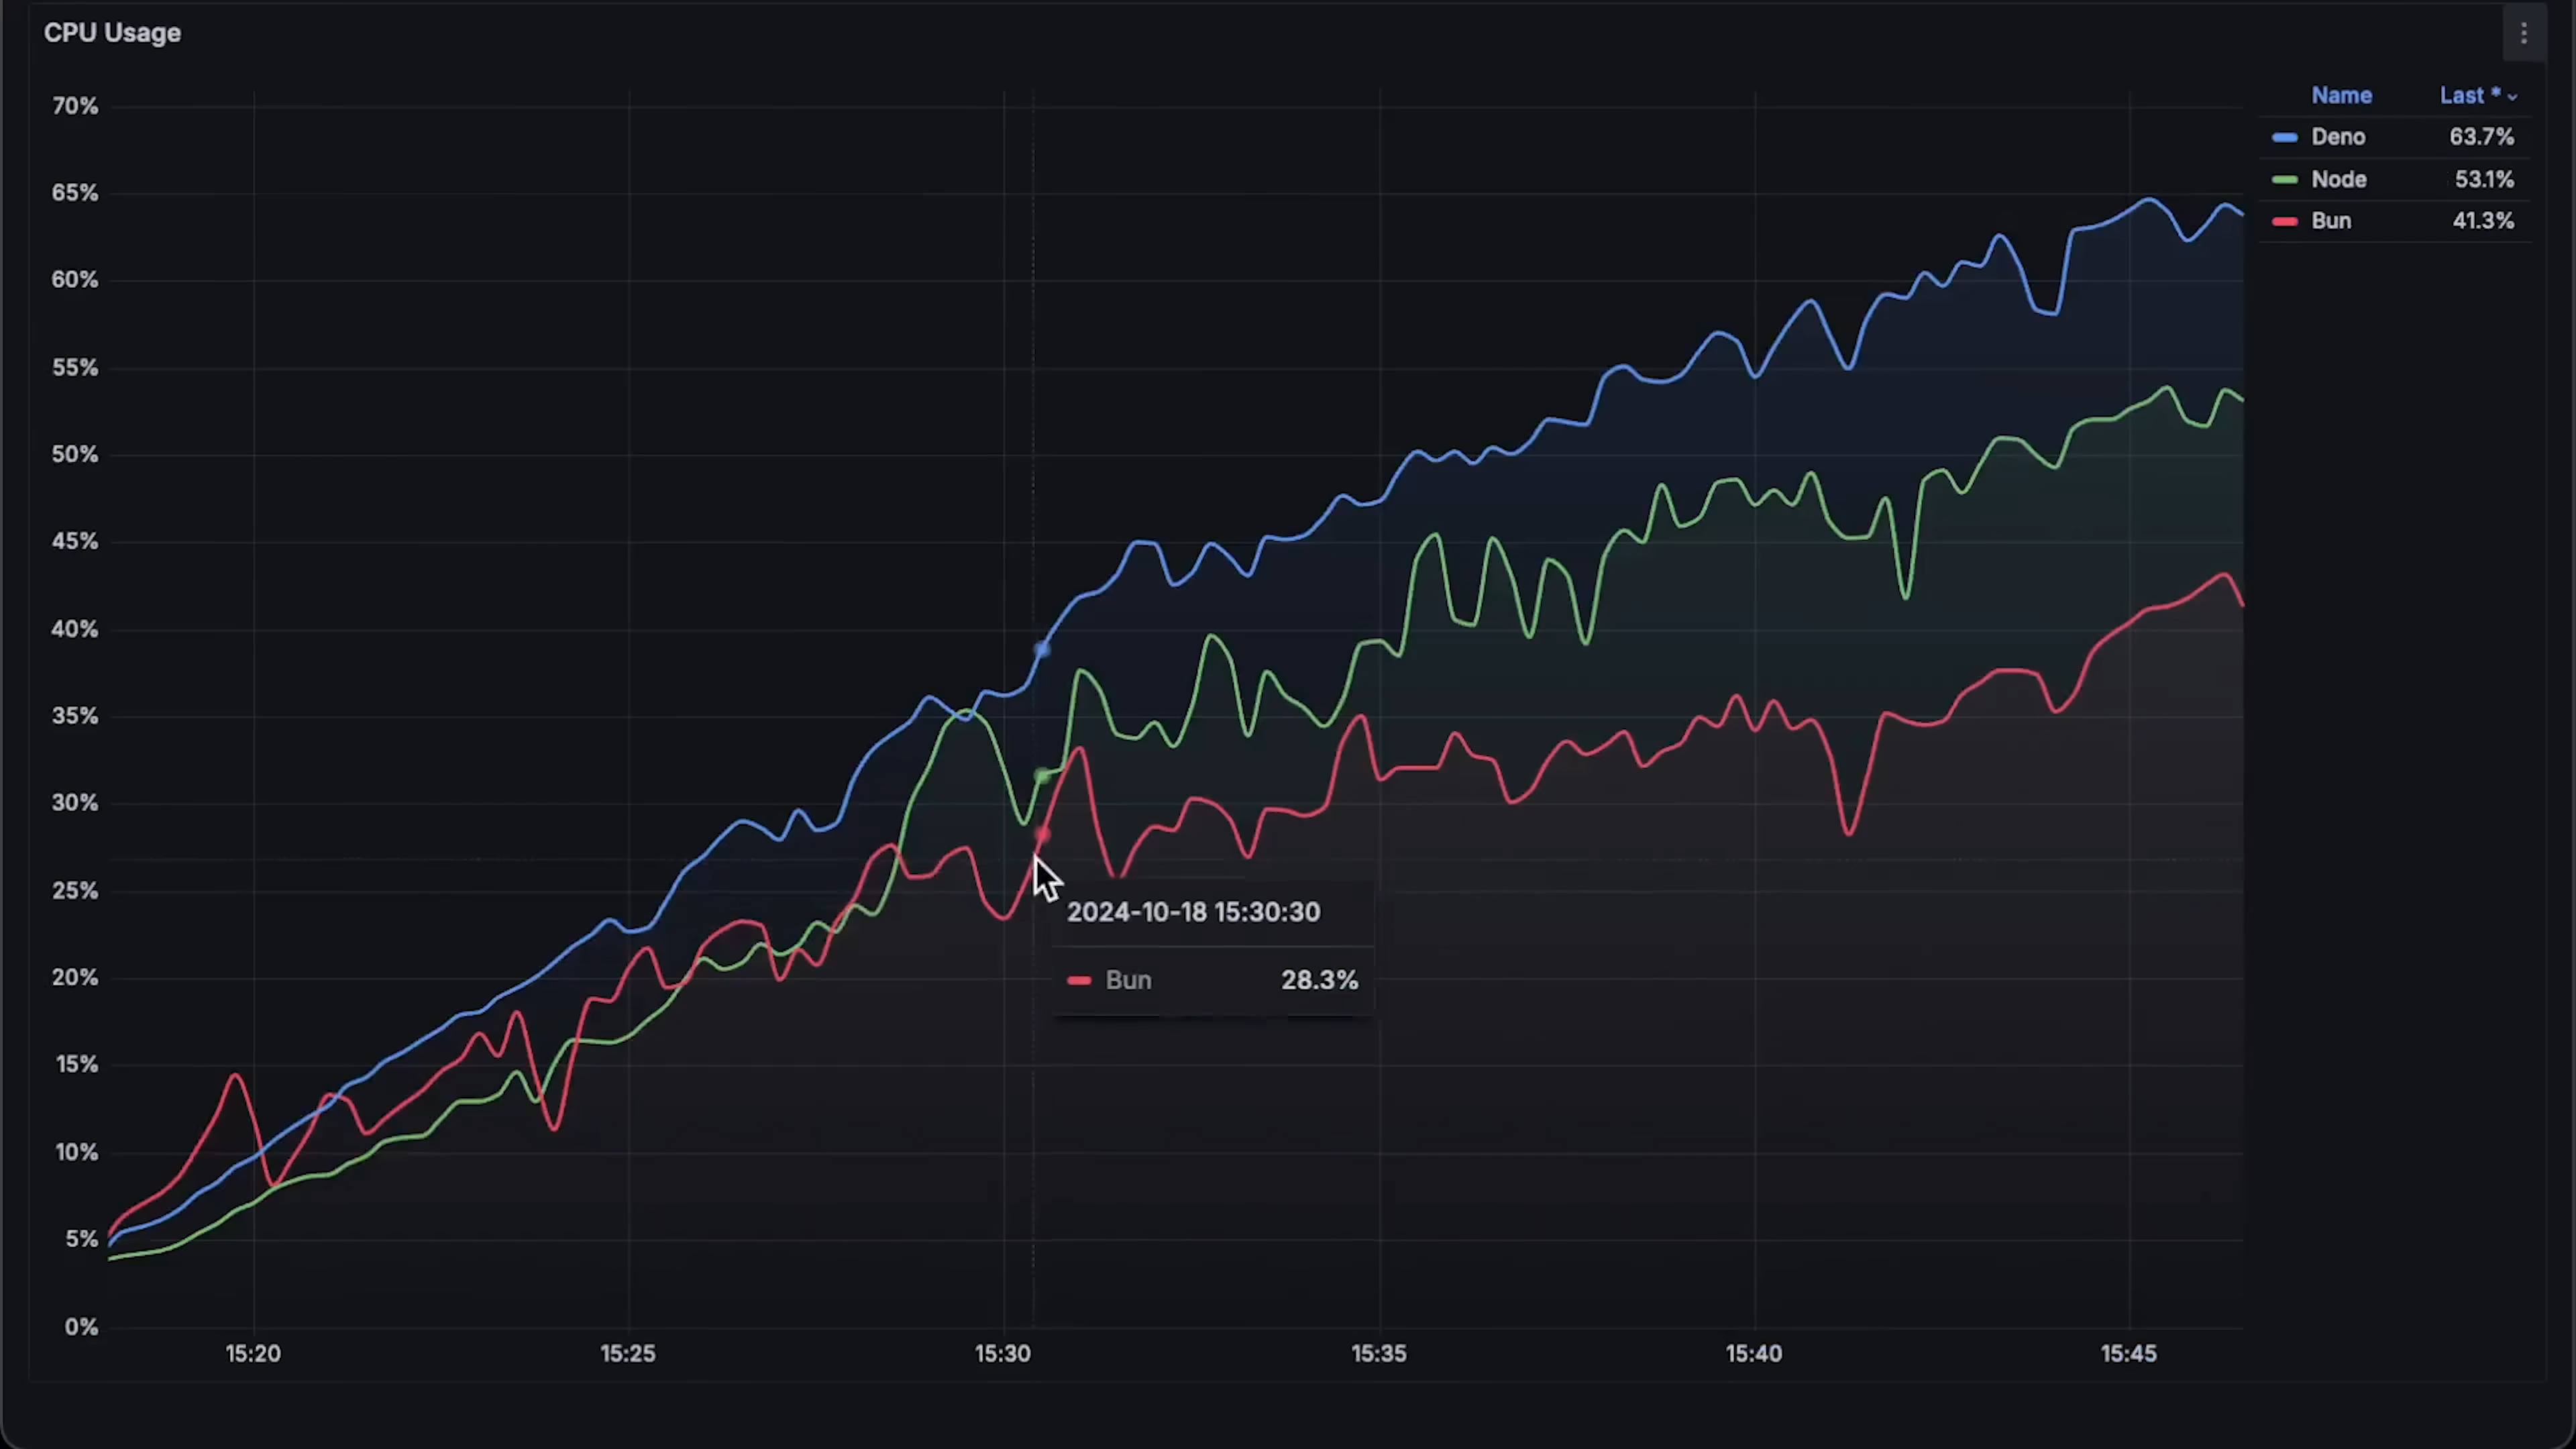 CPU Usage
Name Last *
Deno 63.7%
Node 53.1%
Bun 41.3%
70%
65%
60%
55%
50%
45%
40%
35%
30%
25%
20%
15%
10%
5%
0%
2024-10-18 15:30:30
Bun 28.3%
15:20 15:25 15:30 15:35 15:40 15:45